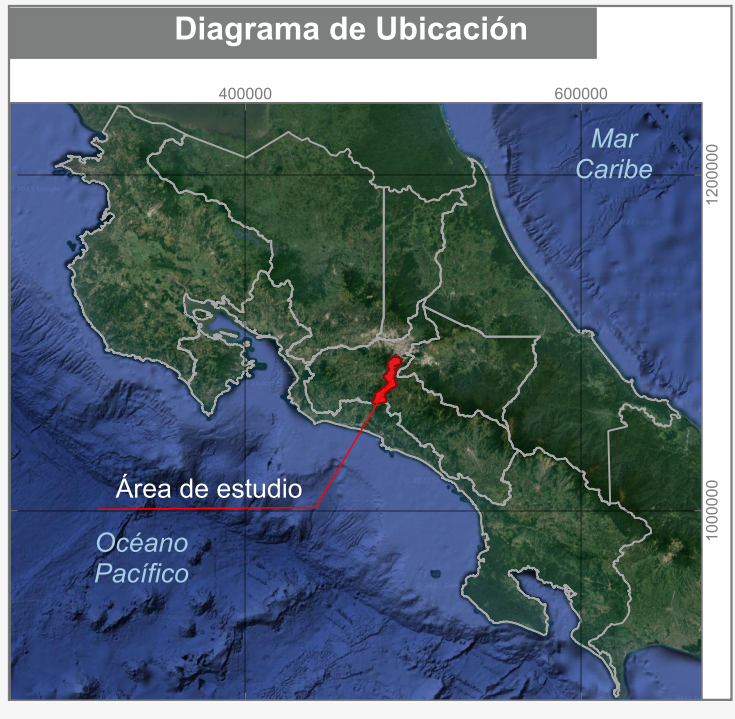 Diagrama de Ubicación
400000
600000
Mar
Caribe
1200000
Área de estudio
1000000
Océano
Pacífico